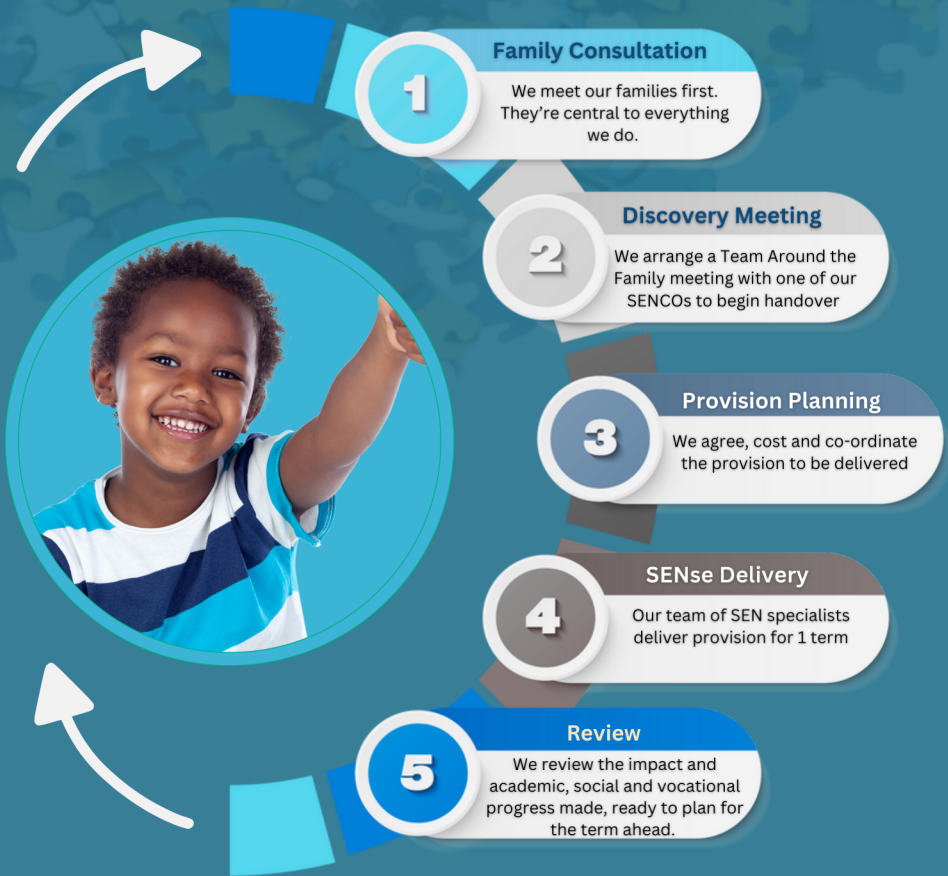 1
Family Consultation
We meet our families first.
They’re central to everything
we do.
2
Discovery Meeting
We arrange a Team Around the
Family meeting with one of our
SENCOs to begin handover
3
Provision Planning
We agree, cost and co-ordinate
the provision to be delivered
4
SENse Delivery
Our team of SEN specialists
deliver provision for 1 term
5
Review
We review the impact and
academic, social and vocational
progress made, ready to plan for
the term ahead.